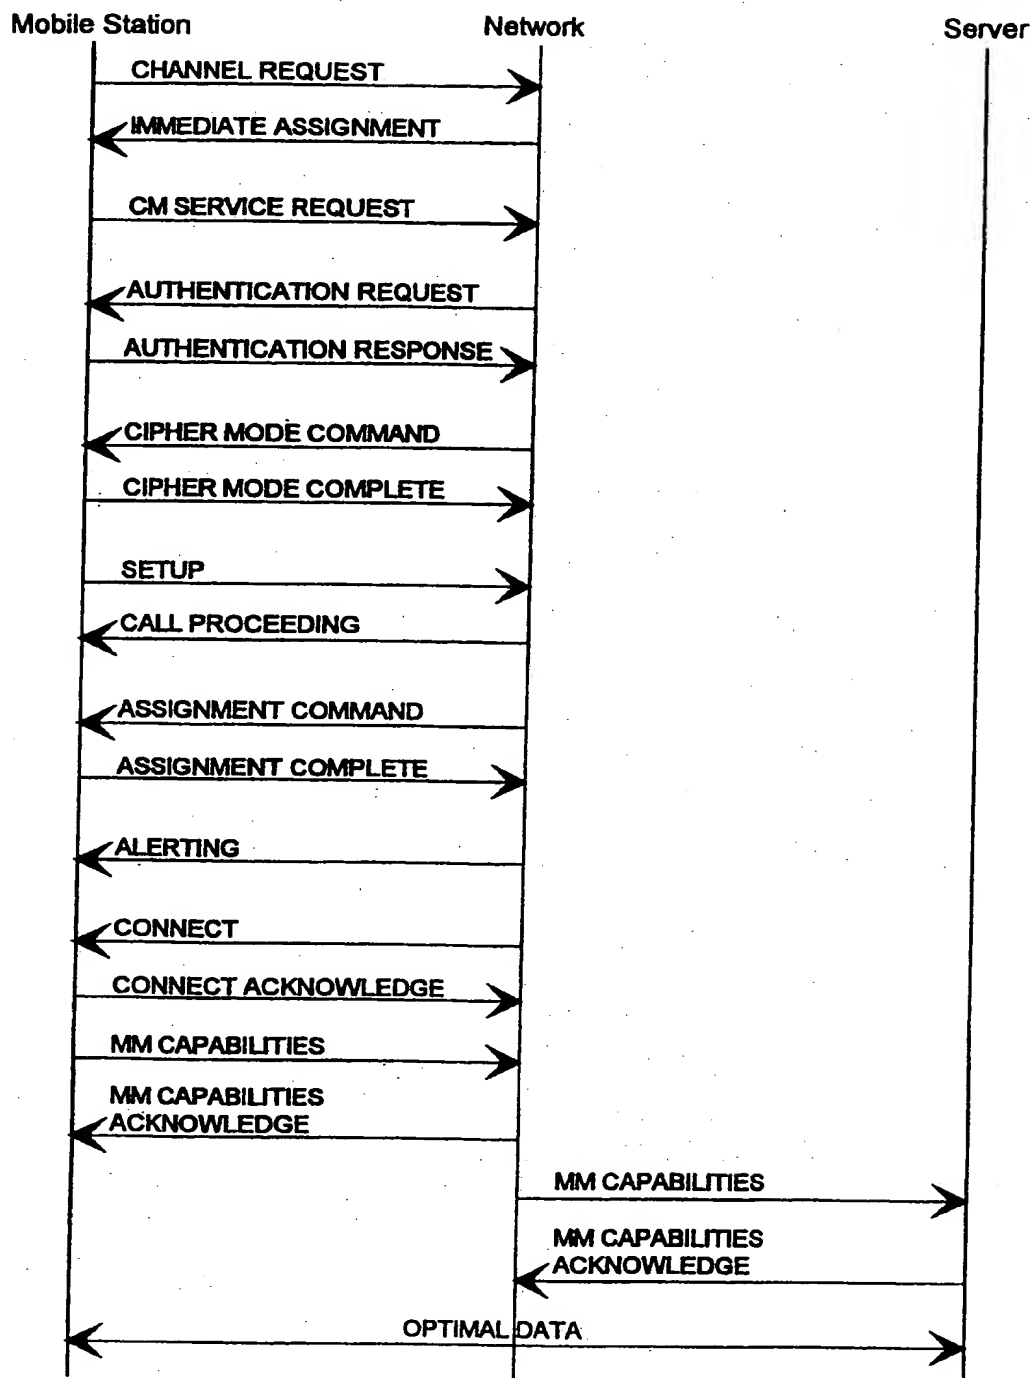 Mobile Station Network Server
CHANNEL REQUEST
IMMEDIATE ASSIGNMENT
CM SERVICE REQUEST
AUTHENTICATION REQUEST
AUTHENTICATION RESPONSE
CIPHER MODE COMMAND
CIPHER MODE COMPLETE
SETUP
CALL PROCEEDING
ASSIGNMENT COMMAND
ASSIGNMENT COMPLETE
ALERTING
CONNECT
CONNECT ACKNOWLEDGE
MM CAPABILITIES
MM CAPABILITIES
ACKNOWLEDGE
MM CAPABILITIES
MM CAPABILITIES
ACKNOWLEDGE
OPTIMAL DATA